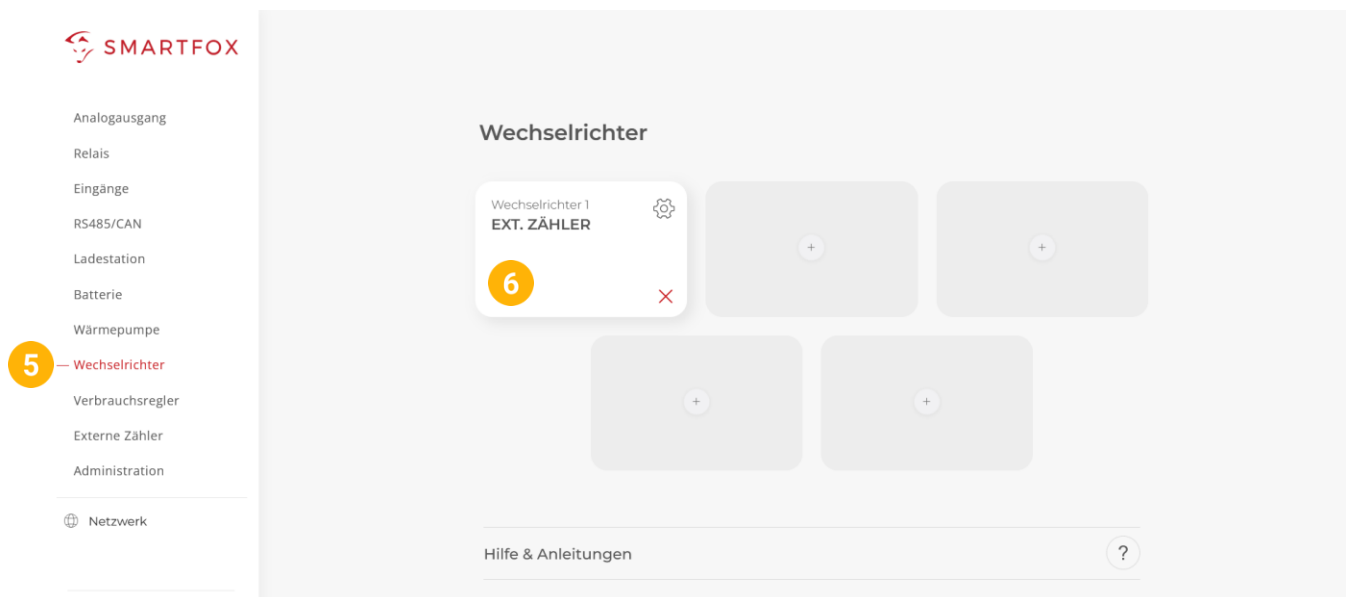 SMARTFOX
Analogausgang
Relais
Eingänge
RS485/CAN
Ladestation
Batterie
Wärmepumpe
5 — Wechselrichter
Verbrauchsregler
Externe Zähler
Administration
Netzwerk
Wechselrichter
Wechselrichter 1
EXT. ZÄHLER
6
+
+
+
+
Hilfe & Anleitungen
?